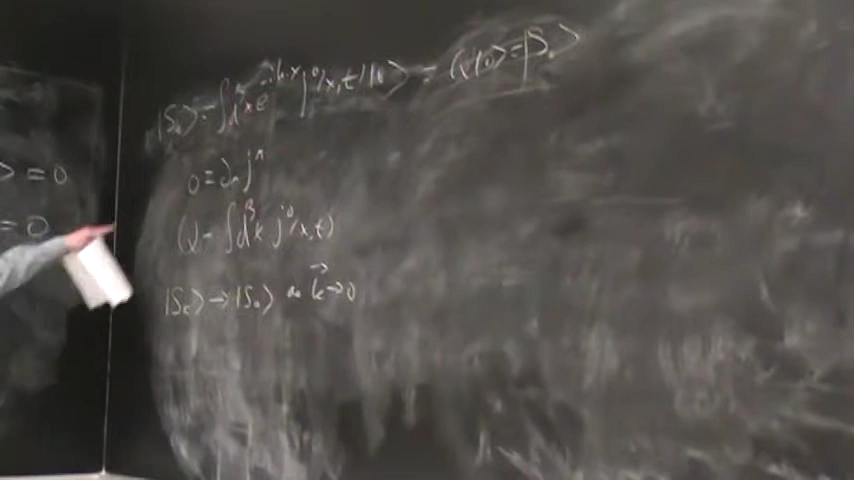 > = 0
= 0
|S_k> = ∫d³x e^{-ik·x} j⁰(x,t)|0> = Q|0> = |S_0>
0 = ∂_μ j^μ
Q = ∫d³x j⁰(x,t)
|S_k> → |S_0> as k⃗→0